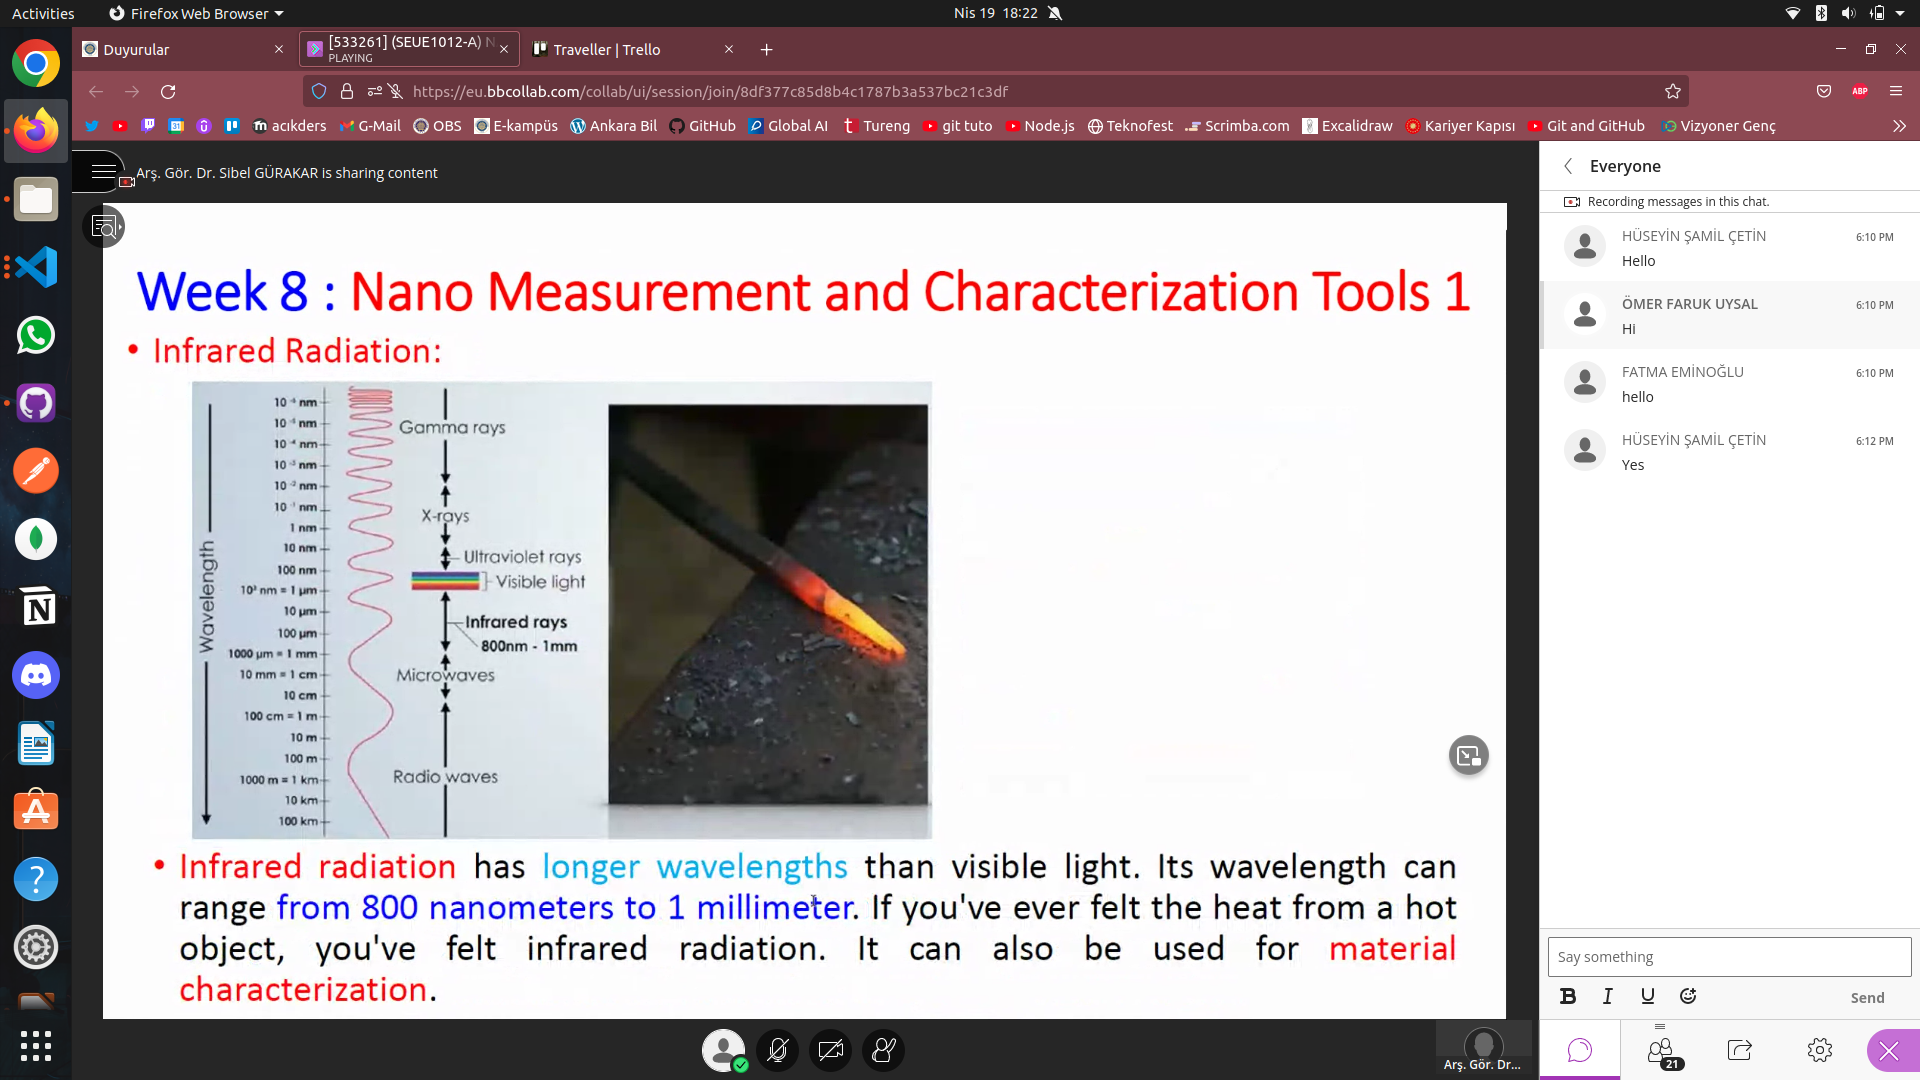 Activities
Firefox Web Browser
Nis 19 18:22
Duyurular
[533261] (SEUE1012-A) N
PLAYING
Traveller | Trello
https://eu.bbcollab.com/collab/ui/session/join/8df377c85d8b4c1787b3a537bc21c3df
ABP
acıkders
G-Mail
OBS
E-kampüs
Ankara Bil
GitHub
Global AI
Tureng
git tuto
Node.js
Teknofest
Scrimba.com
Excalidraw
Kariyer Kapısı
Git and GitHub
Vizyoner Genç
Arş. Gör. Dr. Sibel GÜRAKAR is sharing content
Week 8 : Nano Measurement and Characterization Tools 1
• Infrared Radiation:
Wavelength
10⁻⁶ nm
10⁻⁵ nm
10⁻⁴ nm
10⁻³ nm
10⁻² nm
10⁻¹ nm
1 nm
10 nm
100 nm
10³ nm = 1 µm
10 µm
100 µm
1000 µm = 1 mm
10 mm = 1 cm
10 cm
100 cm = 1 m
10 m
100 m
1000 m = 1 km
10 km
100 km
Gamma rays
X-rays
Ultraviolet rays
Visible light
Infrared rays
800nm - 1mm
Microwaves
Radio waves
• Infrared radiation has longer wavelengths than visible light. Its wavelength can
range from 800 nanometers to 1 millimeter. If you've ever felt the heat from a hot
object, you've felt infrared radiation. It can also be used for material
characterization.
Arş. Gör. Dr...
Everyone
Recording messages in this chat.
HÜSEYİN ŞAMİL ÇETİN
6:10 PM
Hello
ÖMER FARUK UYSAL
6:10 PM
Hi
FATMA EMİNOĞLU
6:10 PM
hello
HÜSEYİN ŞAMİL ÇETİN
6:12 PM
Yes
Say something
B I U
Send
21